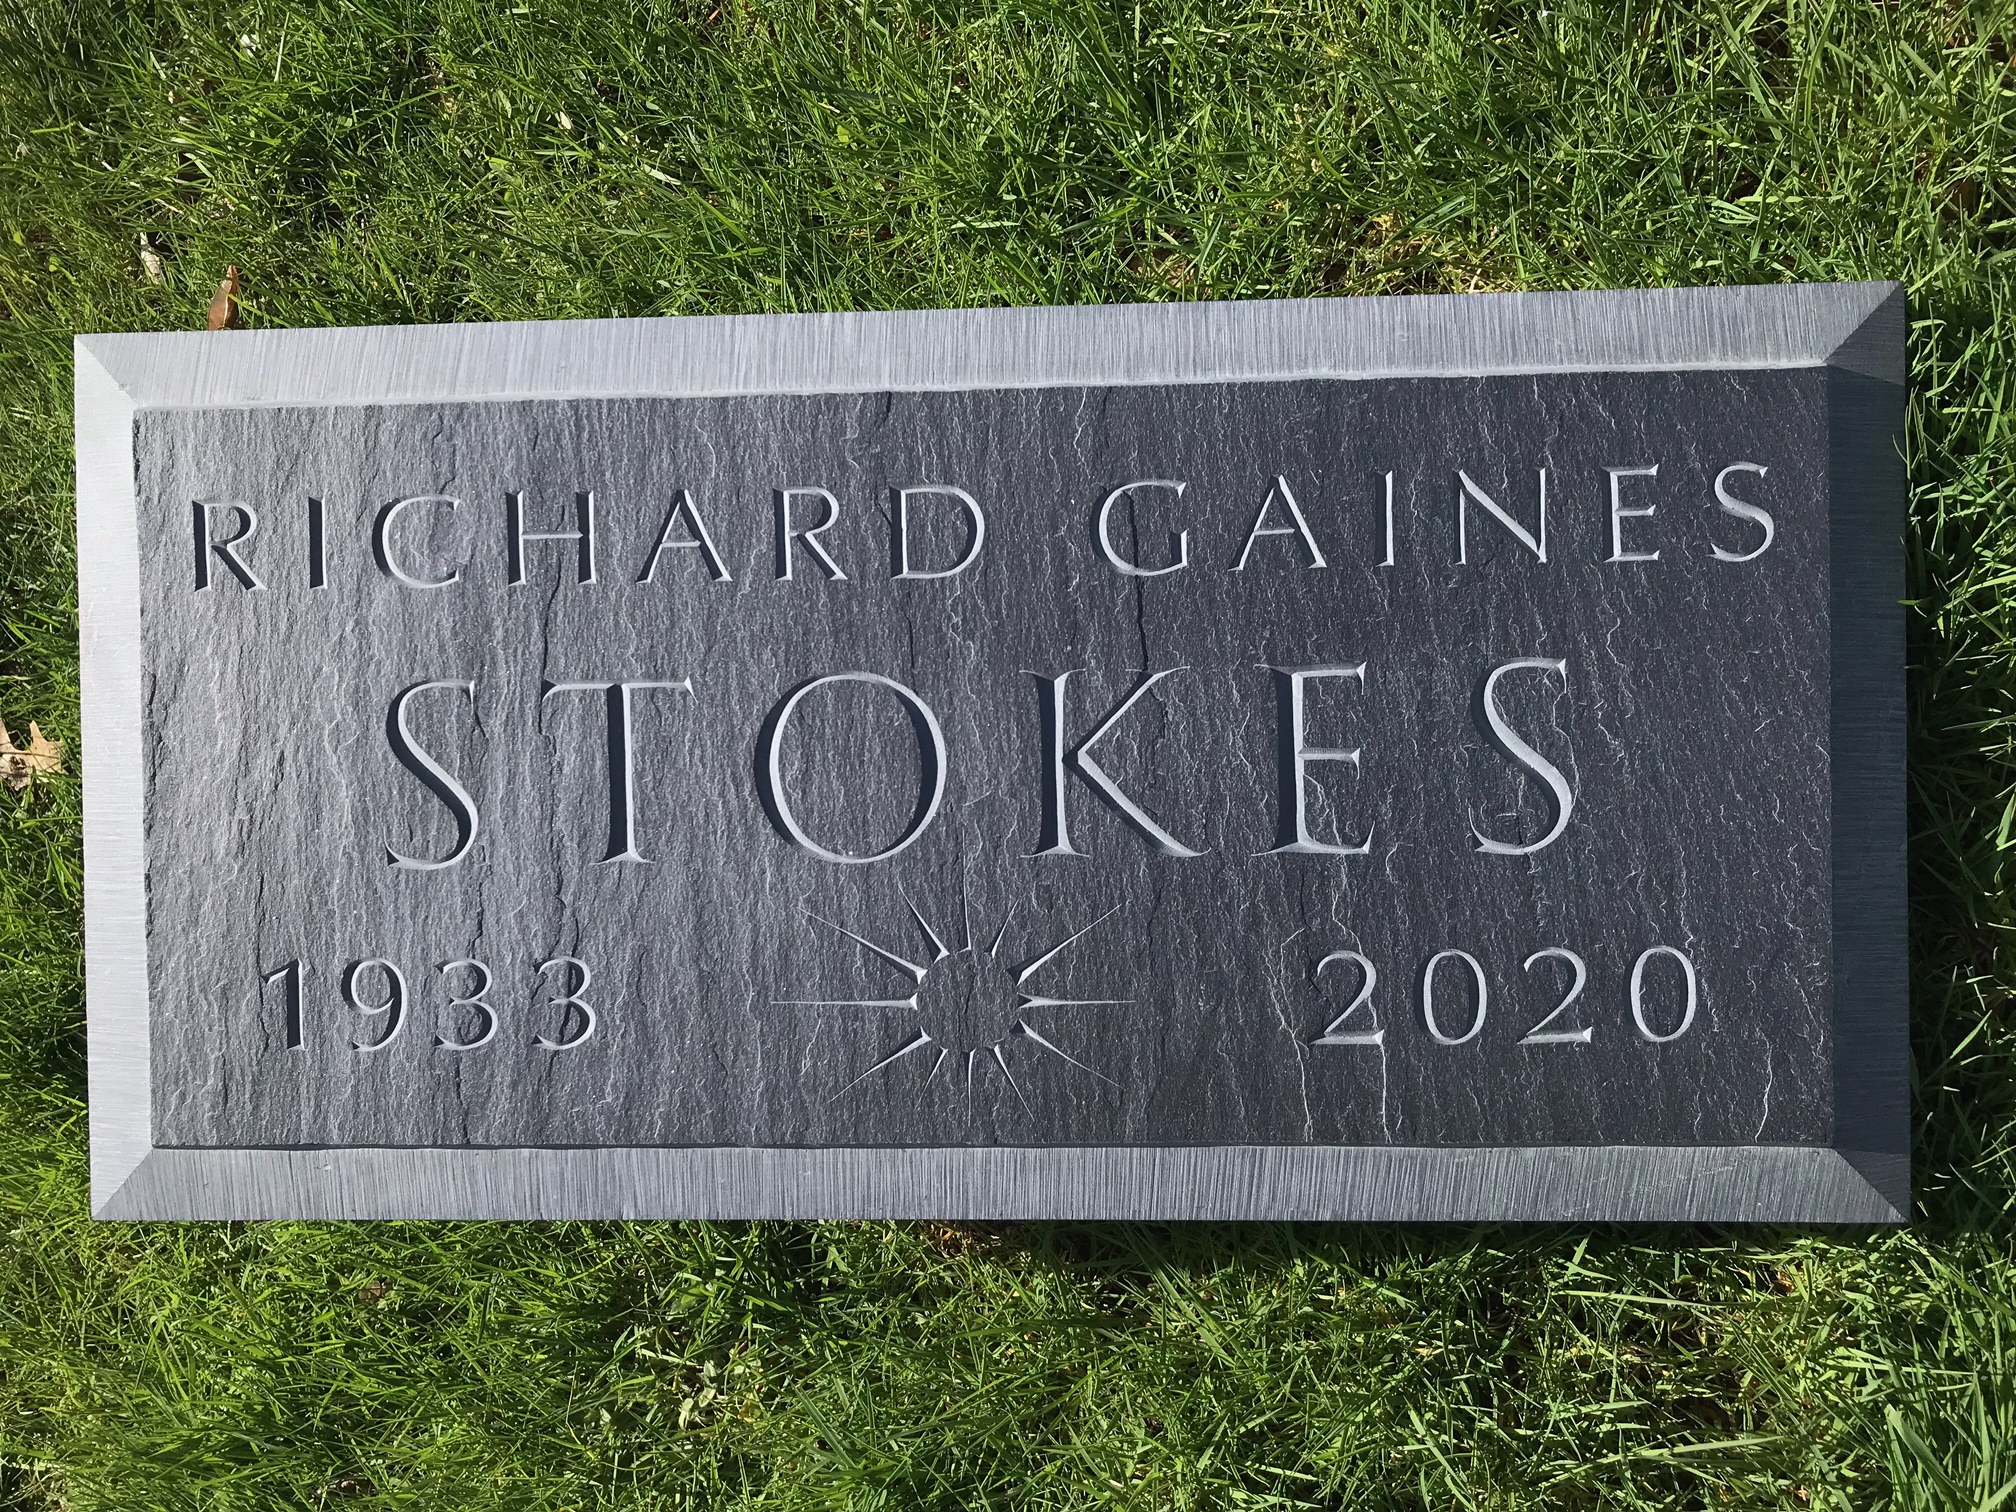 RICHARD GAINES
STOKES
1933 2020